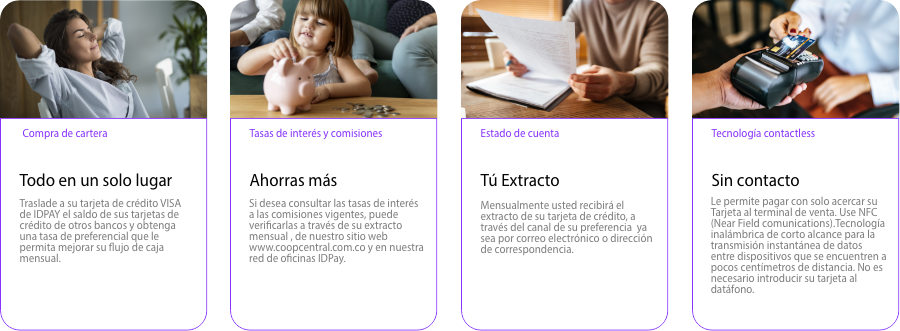 Compra de cartera
Todo en un solo lugar
Traslade a su tarjeta de crédito VISA
de IDPAY el saldo de sus tarjetas de
crédito de otros bancos y obtenga
una tasa de preferencial que le
permita mejorar su flujo de caja
mensual.
Tasas de interés y comisiones
Ahorras más
Si desea consultar las tasas de interés
a las comisiones vigentes, puede
verificarlas a través de su extracto
mensual , de nuestro sitio web
www.coopcentral.com.co y en nuestra
red de oficinas IDPay.
Estado de cuenta
Tú Extracto
Mensualmente usted recibirá el
extracto de su tarjeta de crédito, a
través del canal de su preferencia  ya
sea por correo electrónico o dirección
de correspondencia.
Tecnología contactless
Sin contacto
Le permite pagar con solo acercar su
Tarjeta al terminal de venta. Use NFC
(Near Field comunications).Tecnología
inalámbrica de corto alcance para la
transmisión instantánea de datos
entre dispositivos que se encuentren a
pocos centímetros de distancia. No es
necesario introducir su tarjeta al
datáfono.